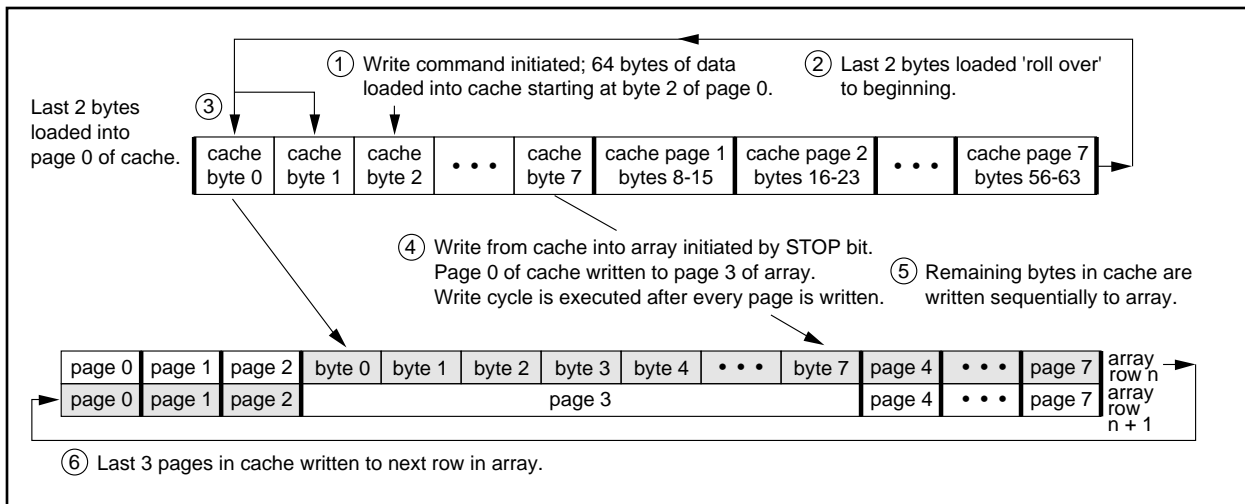 ① Write command initiated; 64 bytes of data
loaded into cache starting at byte 2 of page 0.
② Last 2 bytes loaded 'roll over'
to beginning.
Last 2 bytes
loaded into
page 0 of cache.
③
cache byte 0 cache byte 1 cache byte 2 • • • cache byte 7 cache page 1 bytes 8-15 cache page 2 bytes 16-23 • • • cache page 7 bytes 56-63
④ Write from cache into array initiated by STOP bit.
Page 0 of cache written to page 3 of array.
Write cycle is executed after every page is written.
⑤ Remaining bytes in cache are
written sequentially to array.
page 0 page 1 page 2 byte 0 byte 1 byte 2 byte 3 byte 4 • • • byte 7 page 4 • • • page 7 array row n
page 0 page 1 page 2 page 3 page 4 • • • page 7 array row n + 1
⑥ Last 3 pages in cache written to next row in array.